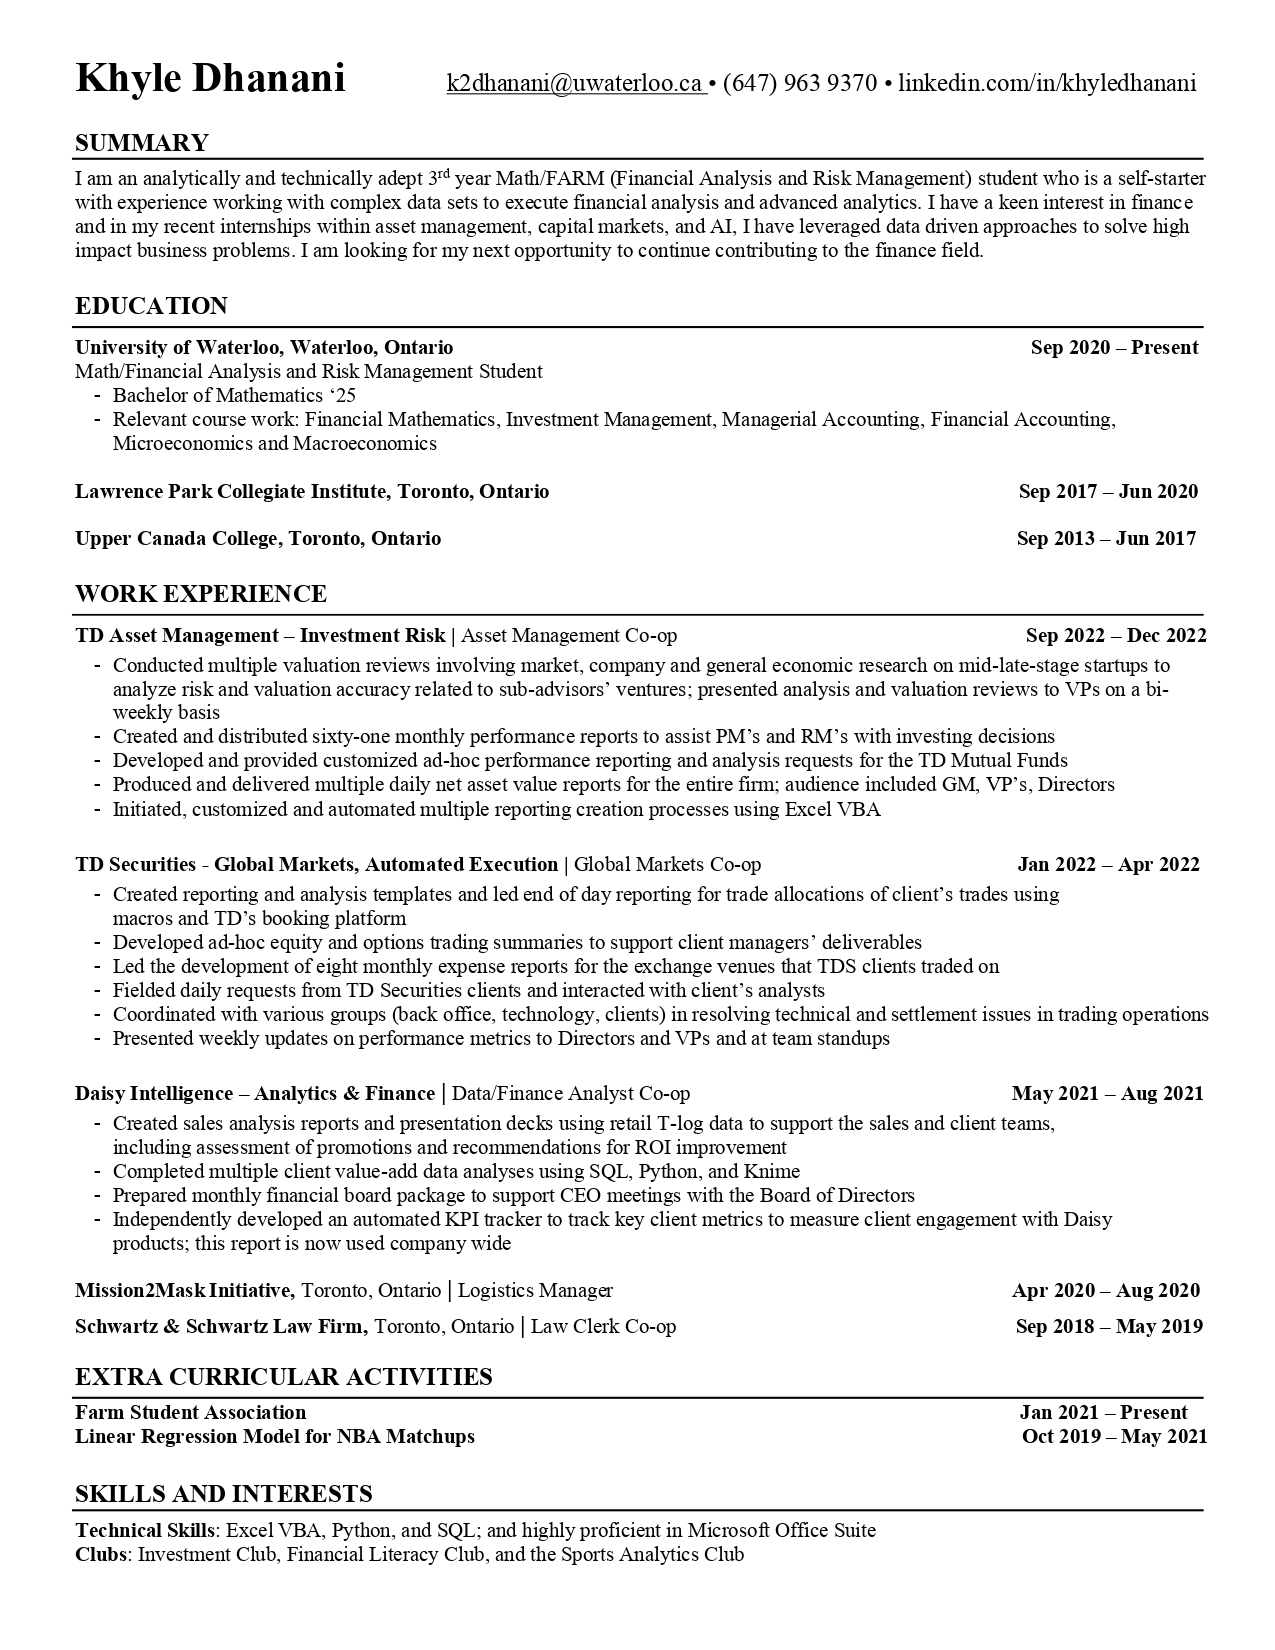 Khyle Dhanani k2dhanani@uwaterloo.ca • (647) 963 9370 • linkedin.com/in/khyledhanani
SUMMARY
I am an analytically and technically adept 3rd year Math/FARM (Financial Analysis and Risk Management) student who is a self-starter
with experience working with complex data sets to execute financial analysis and advanced analytics. I have a keen interest in finance
and in my recent internships within asset management, capital markets, and AI, I have leveraged data driven approaches to solve high
impact business problems. I am looking for my next opportunity to continue contributing to the finance field.
EDUCATION
University of Waterloo, Waterloo, Ontario Sep 2020 – Present
Math/Financial Analysis and Risk Management Student
- Bachelor of Mathematics ‘25
- Relevant course work: Financial Mathematics, Investment Management, Managerial Accounting, Financial Accounting,
Microeconomics and Macroeconomics
Lawrence Park Collegiate Institute, Toronto, Ontario Sep 2017 – Jun 2020
Upper Canada College, Toronto, Ontario Sep 2013 – Jun 2017
WORK EXPERIENCE
TD Asset Management – Investment Risk | Asset Management Co-op Sep 2022 – Dec 2022
- Conducted multiple valuation reviews involving market, company and general economic research on mid-late-stage startups to
analyze risk and valuation accuracy related to sub-advisors’ ventures; presented analysis and valuation reviews to VPs on a bi-
weekly basis
- Created and distributed sixty-one monthly performance reports to assist PM’s and RM’s with investing decisions
- Developed and provided customized ad-hoc performance reporting and analysis requests for the TD Mutual Funds
- Produced and delivered multiple daily net asset value reports for the entire firm; audience included GM, VP’s, Directors
- Initiated, customized and automated multiple reporting creation processes using Excel VBA
TD Securities - Global Markets, Automated Execution | Global Markets Co-op Jan 2022 – Apr 2022
- Created reporting and analysis templates and led end of day reporting for trade allocations of client’s trades using
macros and TD’s booking platform
- Developed ad-hoc equity and options trading summaries to support client managers’ deliverables
- Led the development of eight monthly expense reports for the exchange venues that TDS clients traded on
- Fielded daily requests from TD Securities clients and interacted with client’s analysts
- Coordinated with various groups (back office, technology, clients) in resolving technical and settlement issues in trading operations
- Presented weekly updates on performance metrics to Directors and VPs and at team standups
Daisy Intelligence – Analytics & Finance | Data/Finance Analyst Co-op May 2021 – Aug 2021
- Created sales analysis reports and presentation decks using retail T-log data to support the sales and client teams,
including assessment of promotions and recommendations for ROI improvement
- Completed multiple client value-add data analyses using SQL, Python, and Knime
- Prepared monthly financial board package to support CEO meetings with the Board of Directors
- Independently developed an automated KPI tracker to track key client metrics to measure client engagement with Daisy
products; this report is now used company wide
Mission2Mask Initiative, Toronto, Ontario | Logistics Manager Apr 2020 – Aug 2020
Schwartz & Schwartz Law Firm, Toronto, Ontario | Law Clerk Co-op Sep 2018 – May 2019
EXTRA CURRICULAR ACTIVITIES
Farm Student Association Jan 2021 – Present
Linear Regression Model for NBA Matchups Oct 2019 – May 2021
SKILLS AND INTERESTS
Technical Skills: Excel VBA, Python, and SQL; and highly proficient in Microsoft Office Suite
Clubs: Investment Club, Financial Literacy Club, and the Sports Analytics Club